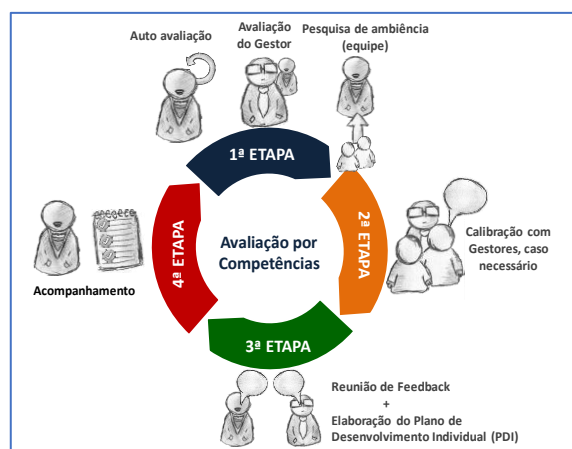 Auto avaliação
Avaliação
do Gestor
Pesquisa de ambiência
(equipe)
1ª ETAPA
2ª ETAPA
Calibração com
Gestores, caso
necessário
Avaliação por
Competências
4ª ETAPA
Acompanhamento
3ª ETAPA
Reunião de Feedback
+
Elaboração do Plano de
Desenvolvimento Individual (PDI)